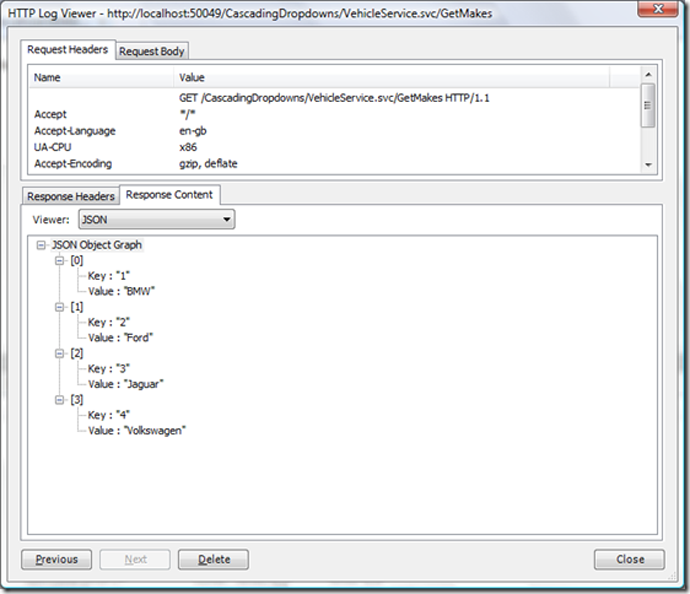 HTTP Log Viewer - http://localhost:50049/CascadingDropdowns/VehicleService.svc/GetMakes
Request Headers Request Body
Name Value
GET /CascadingDropdowns/VehicleService.svc/GetMakes HTTP/1.1
Accept */*
Accept-Language en-gb
UA-CPU x86
Accept-Encoding gzip, deflate
Response Headers Response Content
Viewer: JSON
JSON Object Graph
[0]
Key : "1"
Value : "BMW"
[1]
Key : "2"
Value : "Ford"
[2]
Key : "3"
Value : "Jaguar"
[3]
Key : "4"
Value : "Volkswagen"
Previous Next Delete Close